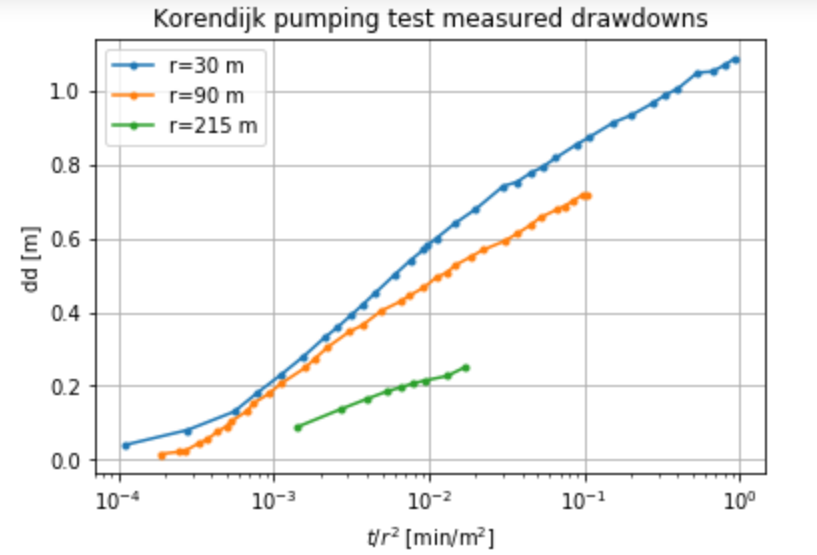 Korendijk pumping test measured drawdowns
r=30 m
r=90 m
r=215 m
dd [m]
1.0
0.8
0.6
0.4
0.2
0.0
10⁻⁴ 10⁻³ 10⁻² 10⁻¹ 10⁰
t/r² [min/m²]